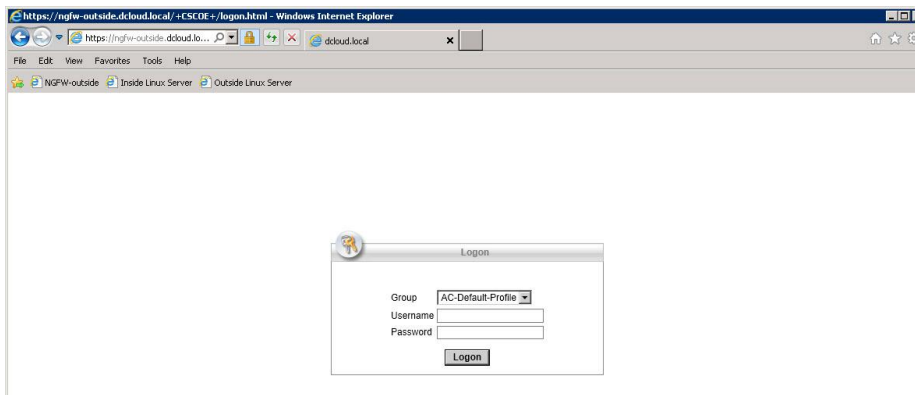 https://ngfw-outside.dcloud.local/+CSCOE+/logon.html - Windows Internet Explorer
https://ngfw-outside.dcloud.lo... dcloud.local
File Edit View Favorites Tools Help
NGFW-outside Inside Linux Server Outside Linux Server
Logon
Group AC-Default-Profile
Username
Password
Logon